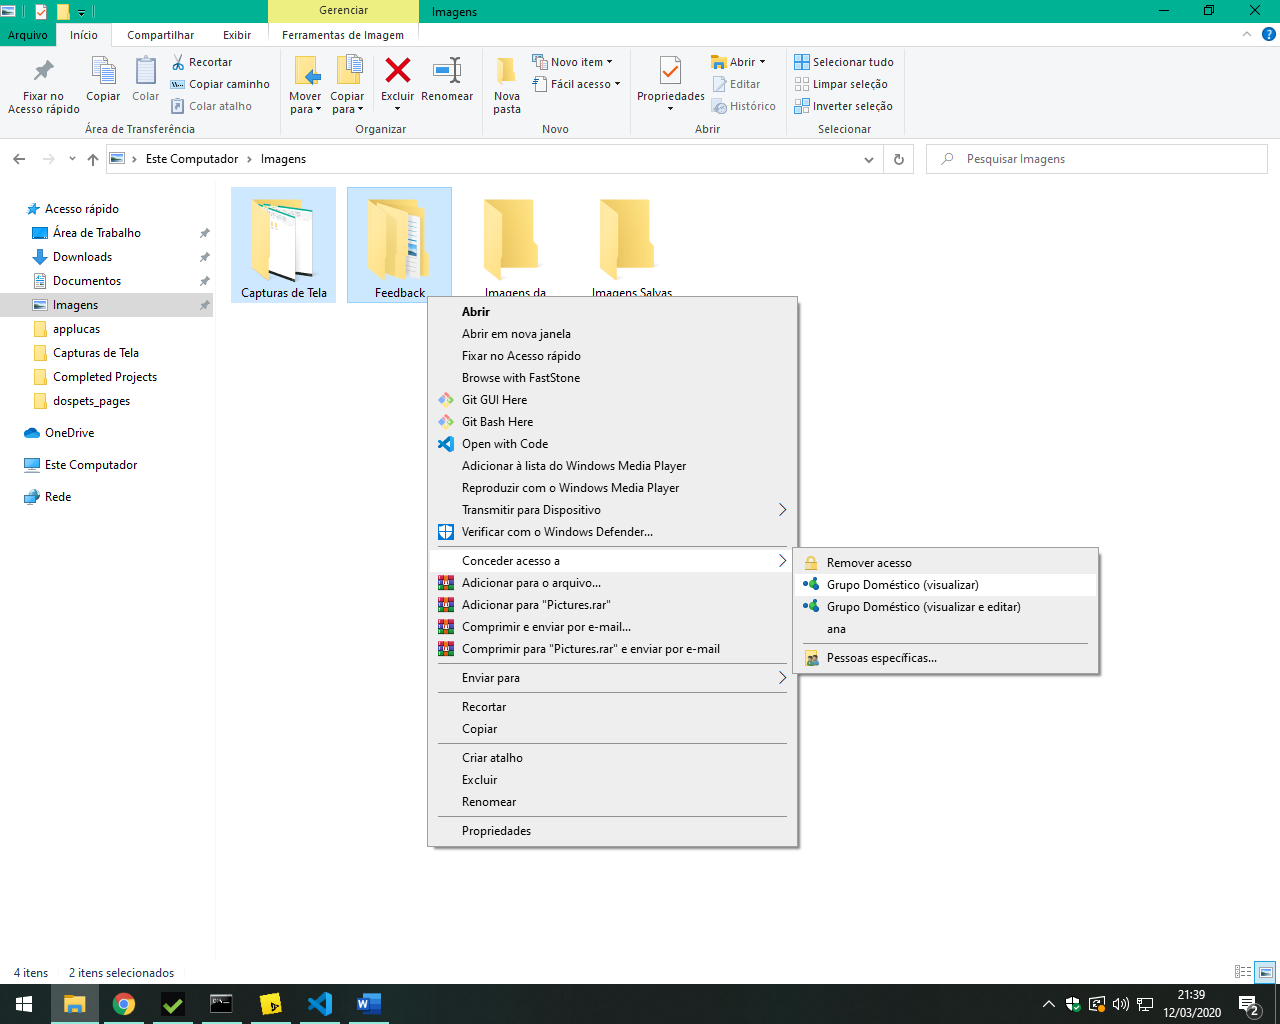 Gerenciar
Imagens
Arquivo
Início
Compartilhar
Exibir
Ferramentas de Imagem
Fixar no
Acesso rápido
Copiar
Colar
Recortar
Copiar caminho
Colar atalho
Área de Transferência
Mover
para
Copiar
para
Excluir
Renomear
Organizar
Nova
pasta
Novo item
Fácil acesso
Novo
Propriedades
Abrir
Editar
Histórico
Abrir
Selecionar tudo
Limpar seleção
Inverter seleção
Selecionar
Este Computador
Imagens
Pesquisar Imagens
Acesso rápido
Área de Trabalho
Downloads
Documentos
Imagens
applucas
Capturas de Tela
Completed Projects
dospets_pages
OneDrive
Este Computador
Rede
Capturas de Tela
Feedback
Imagens da
Imagens Salvas
Abrir
Abrir em nova janela
Fixar no Acesso rápido
Browse with FastStone
Git GUI Here
Git Bash Here
Open with Code
Adicionar à lista do Windows Media Player
Reproduzir com o Windows Media Player
Transmitir para Dispositivo
Verificar com o Windows Defender...
Conceder acesso a
Adicionar para o arquivo...
Adicionar para "Pictures.rar"
Comprimir e enviar por e-mail...
Comprimir para "Pictures.rar" e enviar por e-mail
Enviar para
Recortar
Copiar
Criar atalho
Excluir
Renomear
Propriedades
Remover acesso
Grupo Doméstico (visualizar)
Grupo Doméstico (visualizar e editar)
ana
Pessoas específicas...
4 itens
2 itens selecionados
21:39
12/03/2020
2